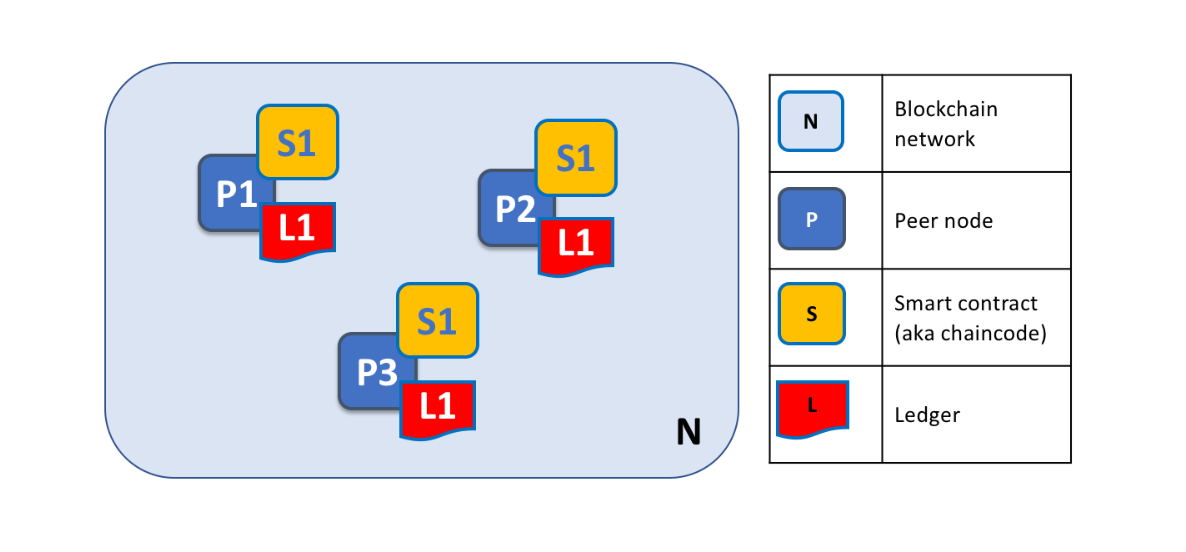 S1
P1
L1
S1
P2
L1
S1
P3
L1
N
N
Blockchain
network
P
Peer node
S
Smart contract
(aka chaincode)
L
Ledger